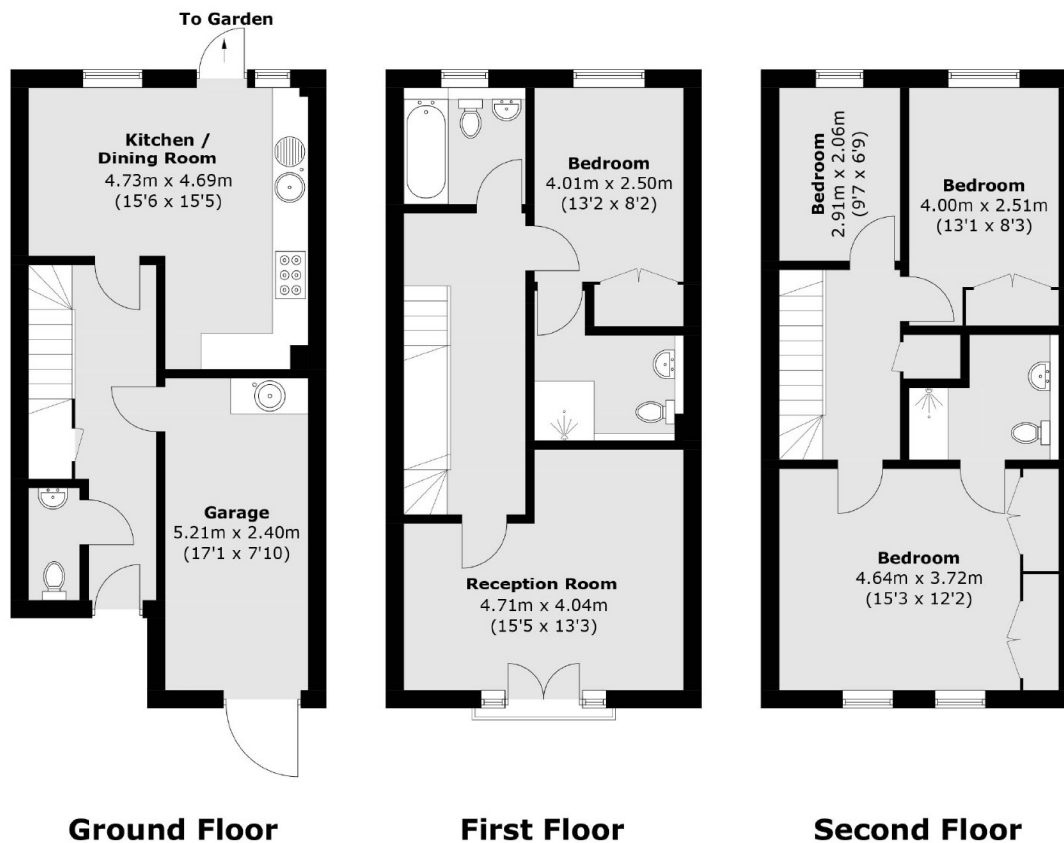 To Garden
Kitchen /
Dining Room
4.73m x 4.69m
(15'6 x 15'5)
Garage
5.21m x 2.40m
(17'1 x 7'10)
Ground Floor
Bedroom
4.01m x 2.50m
(13'2 x 8'2)
Reception Room
4.71m x 4.04m
(15'5 x 13'3)
First Floor
Bedroom
2.91m x 2.06m
(9'7 x 6'9)
Bedroom
4.00m x 2.51m
(13'1 x 8'3)
Bedroom
4.64m x 3.72m
(15'3 x 12'2)
Second Floor